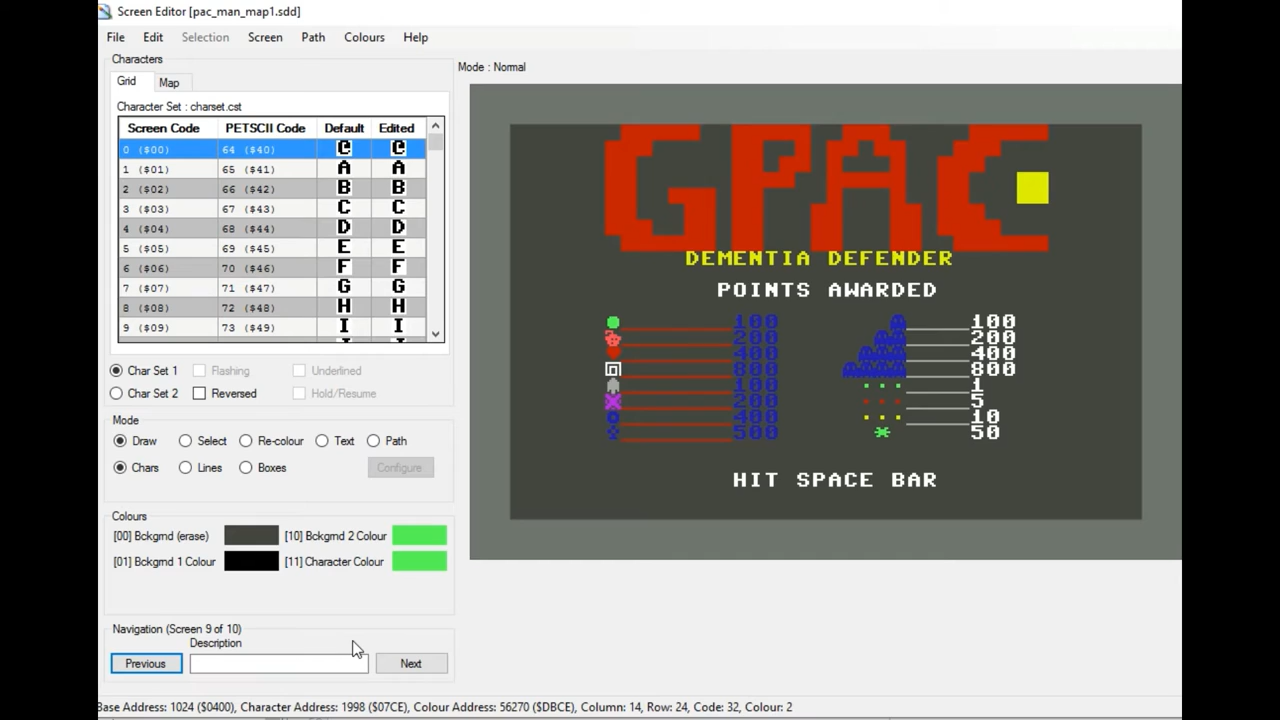 Screen Editor [pac_man_map1.sdd]
File Edit Selection Screen Path Colours Help
Characters
Grid Map
Character Set : charset.cst
Screen Code PETSCII Code Default Edited
0 ($00) 64 ($40) @ @
1 ($01) 65 ($41) A A
2 ($02) 66 ($42) B B
3 ($03) 67 ($43) C C
4 ($04) 68 ($44) D D
5 ($05) 69 ($45) E E
6 ($06) 70 ($46) F F
7 ($07) 71 ($47) G G
8 ($08) 72 ($48) H H
9 ($09) 73 ($49) I I
Char Set 1 Flashing Underlined
Char Set 2 Reversed Hold/Resume
Mode
Draw Select Re-colour Text Path
Chars Lines Boxes Configure
Colours
[00] Bckgrnd (erase) [10] Bckgrnd 2 Colour
[01] Bckgrnd 1 Colour [11] Character Colour
Navigation (Screen 9 of 10)
Description
Previous Next
Mode : Normal
GPAC
DEMENTIA DEFENDER
POINTS AWARDED
100 100
200 200
400 400
800 800
100 1
200 5
400 10
500 50
HIT SPACE BAR
Base Address: 1024 ($0400), Character Address: 1998 ($07CE), Colour Address: 56270 ($DBCE), Column: 14, Row: 24, Code: 32, Colour: 2